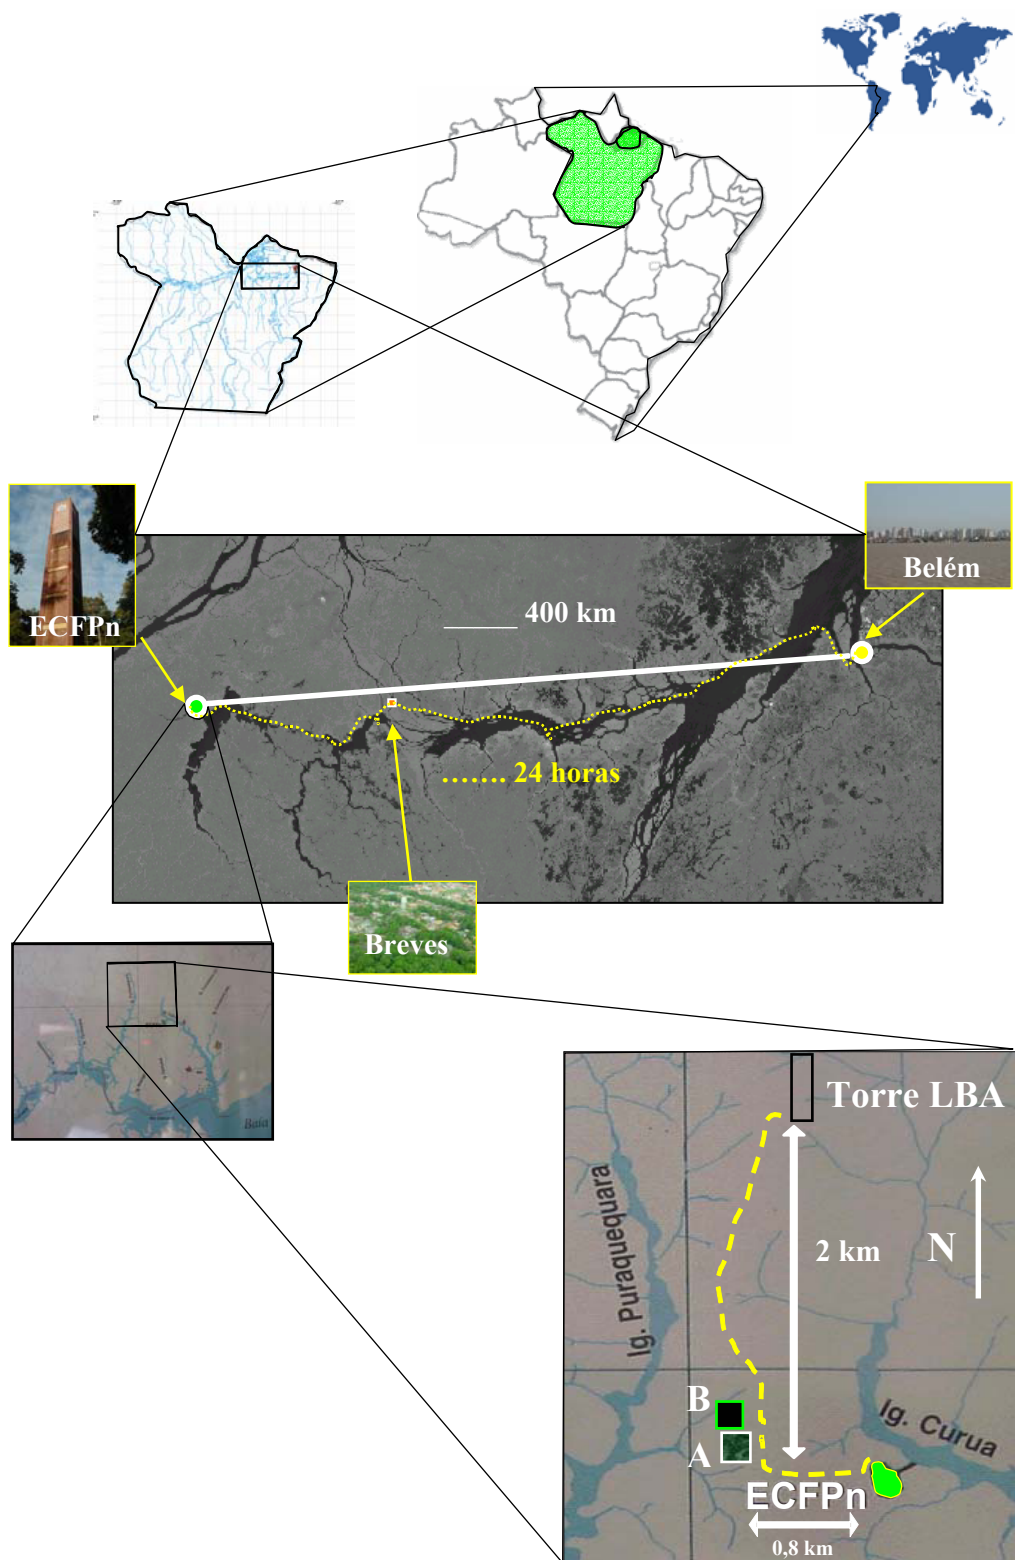 ECFPn
Belém
400 km
....... 24 horas
Breves
Baia
Torre LBA
Ig. Puraquequara
2 km
N
B
A
Ig. Curua
ECFPn
0,8 km